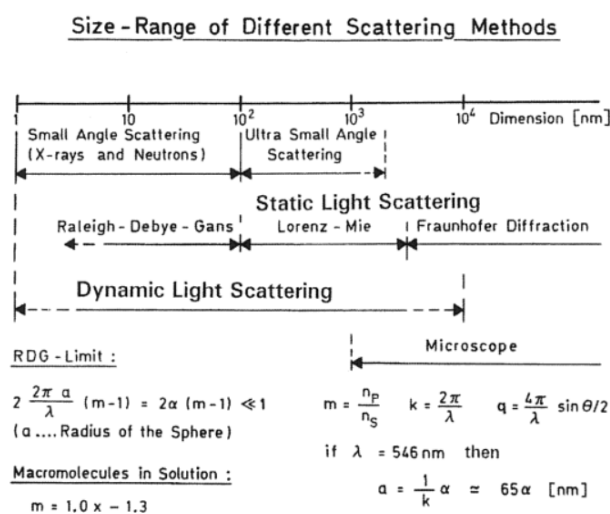 Size-Range of Different Scattering Methods
1 10 10² 10³ 10⁴ Dimension [nm]
Small Angle Scattering
(X-rays and Neutrons)
Ultra Small Angle
Scattering
Static Light Scattering
Raleigh-Debye-Gans Lorenz-Mie Fraunhofer Diffraction
Dynamic Light Scattering
Microscope
RDG-Limit :
2 2π a/λ (m-1) = 2α (m-1) ≪ 1
(a .... Radius of the Sphere)
Macromolecules in Solution :
m = 1.0x - 1.3
m = nP/nS k = 2π/λ q = 4π/λ sin θ/2
if λ = 546 nm then
a = 1/k α ≃ 65α [nm]